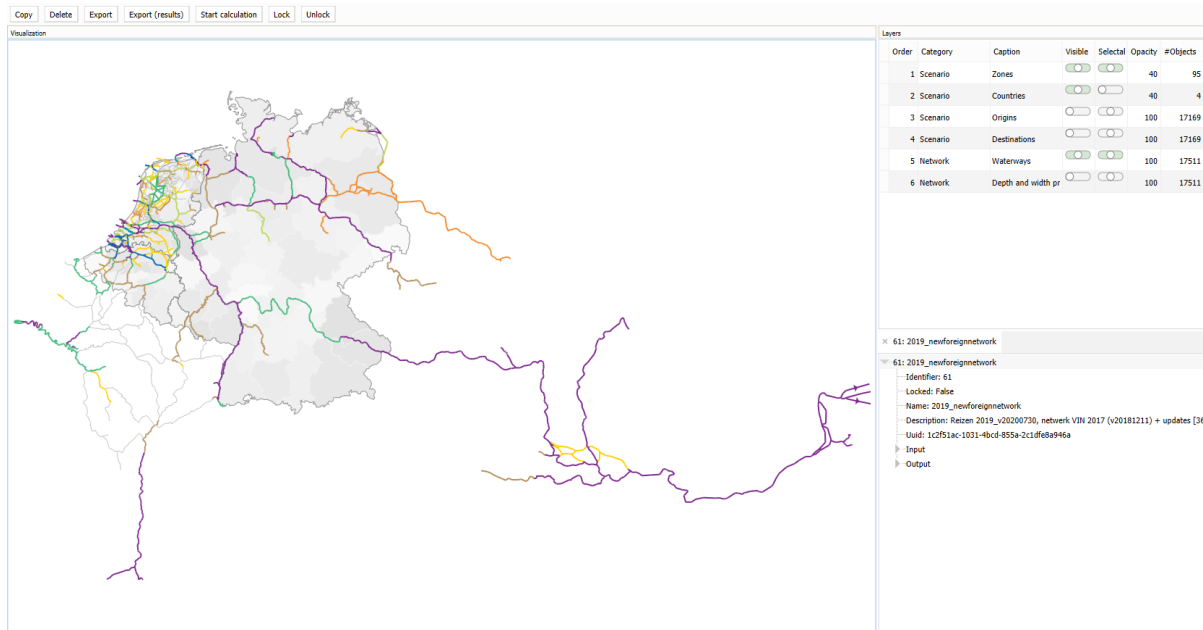 Copy Delete Export Export (results) Start calculation Lock Unlock
Visualization
Layers
Order Category Caption Visible Selectal Opacity #Objects
1 Scenario Zones 40 95
2 Scenario Countries 40 4
3 Scenario Origins 100 17169
4 Scenario Destinations 100 17169
5 Network Waterways 100 17511
6 Network Depth and width pr 100 17511
× 61: 2019_newforeignnetwork
61: 2019_newforeignnetwork
Identifier: 61
Locked: False
Name: 2019_newforeignnetwork
Description: Reizen 2019_v20200730, netwerk VIN 2017 (v20181211) + updates [36
Uuid: 1c2f51ac-1031-4bcd-855a-2c1dfe8a946a
Input
Output